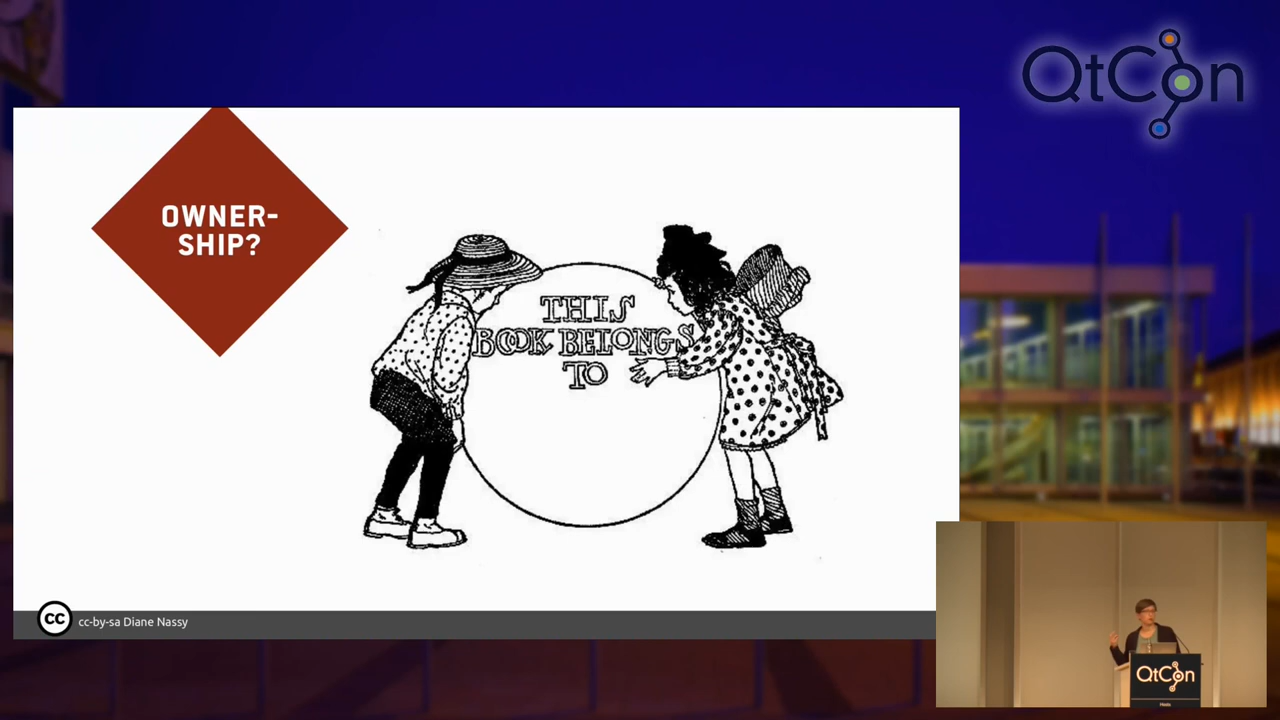 QtCon
OWNER-
SHIP?
THIS
BOOK BELONGS
TO
cc
cc-by-sa Diane Nassy
QtCon